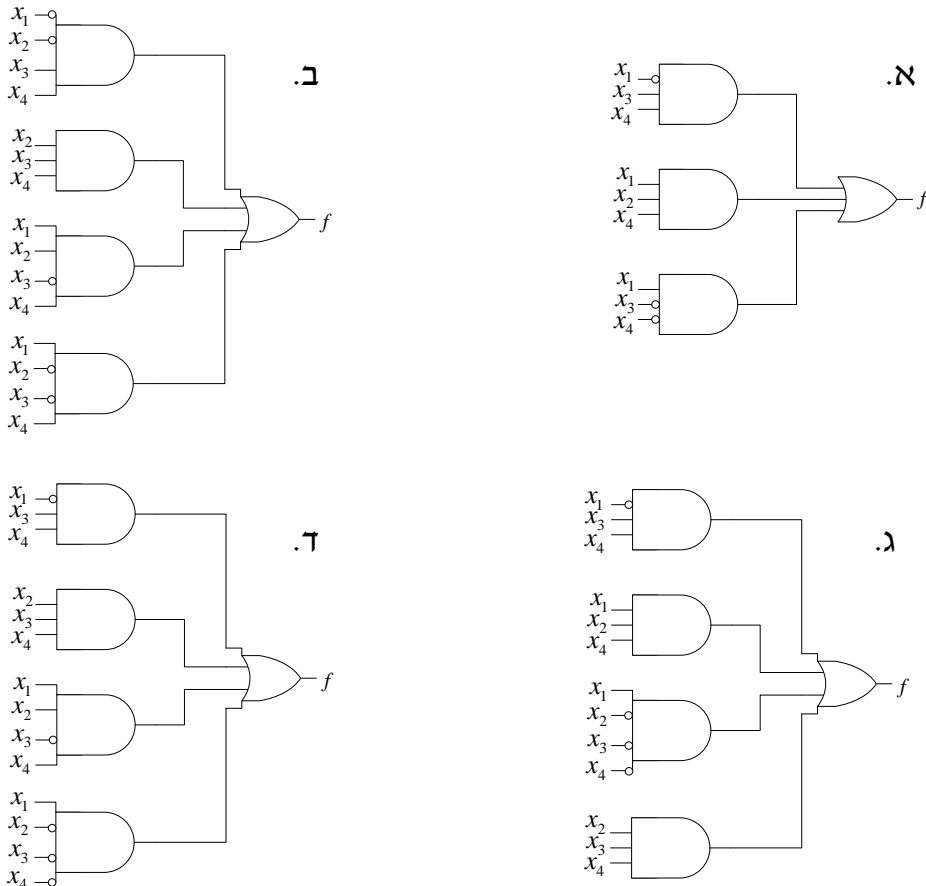 א.
x₁
x₃
x₄
x₁
x₂
x₄
x₁
x₃
x₄
f
ב.
x₁
x₂
x₃
x₄
x₂
x₃
x₄
x₁
x₂
x₃
x₄
x₁
x₂
x₃
x₄
f
ג.
x₁
x₃
x₄
x₁
x₂
x₄
x₁
x₂
x₃
x₄
x₂
x₃
x₄
f
ד.
x₁
x₃
x₄
x₂
x₃
x₄
x₁
x₂
x₃
x₄
x₁
x₂
x₃
x₄
f